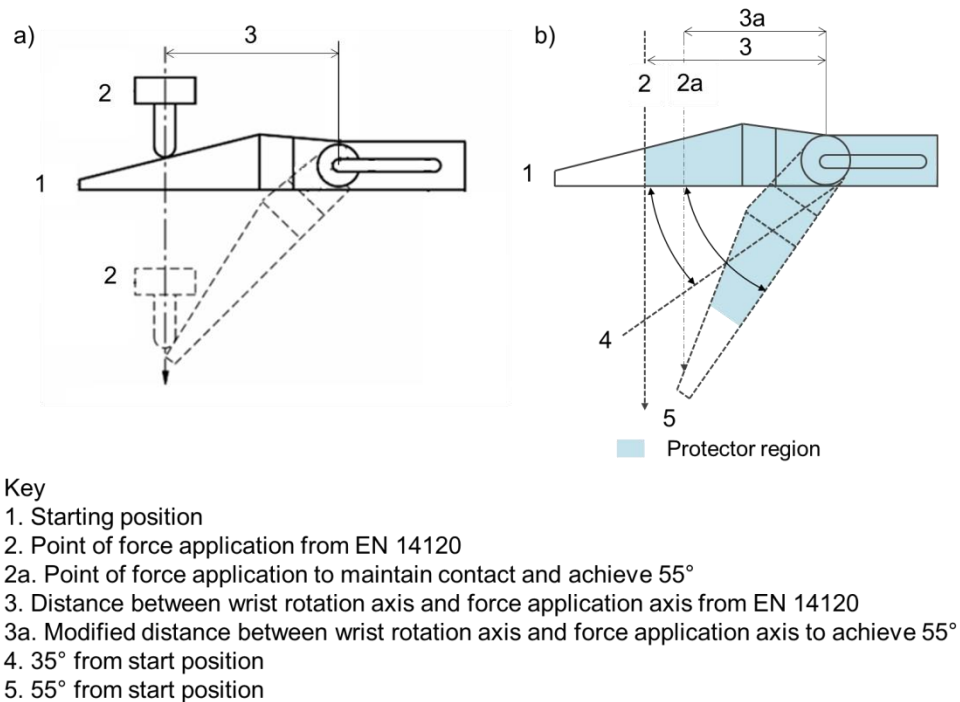 a)
3
2
1
2
b)
3a
3
2 2a
1
4
5
Protector region
Key
1. Starting position
2. Point of force application from EN 14120
2a. Point of force application to maintain contact and achieve 55°
3. Distance between wrist rotation axis and force application axis from EN 14120
3a. Modified distance between wrist rotation axis and force application axis to achieve 55°
4. 35° from start position
5. 55° from start position